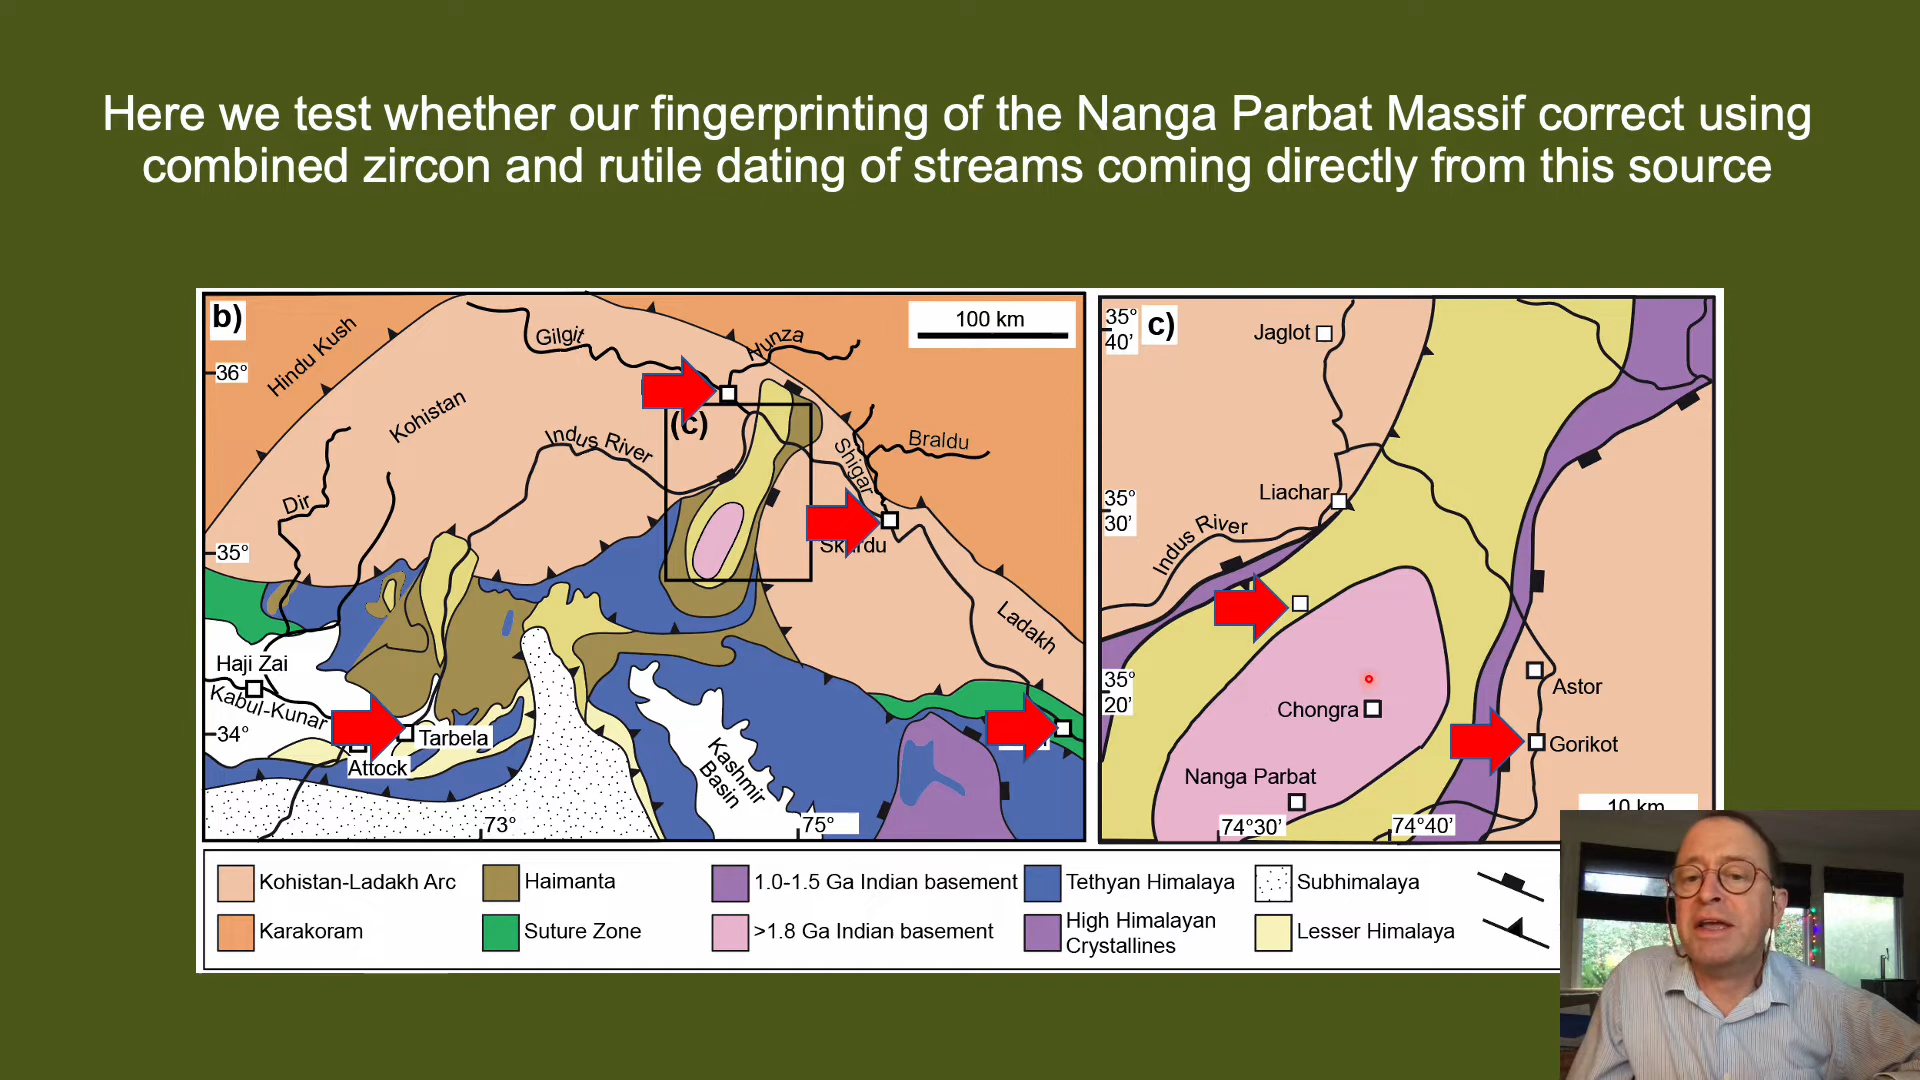 Here we test whether our fingerprinting of the Nanga Parbat Massif correct using
combined zircon and rutile dating of streams coming directly from this source
b)
100 km
Hindu Kush
Gilgit
Hunza
36°
Kohistan
(c)
Indus River
Shigar
Braldu
Dir
35°
Ladakh
Haji Zai
Kabul-Kunar
34°
Tarbela
Attock
Kashmir
Basin
73°
75°
c)
35°
40’
Jaglot
35°
30’
Liachar
Indus River
35°
20’
Chongra
Astor
Gorikot
Nanga Parbat
74°30’
74°40’
10 km
Kohistan-Ladakh Arc
Haimanta
1.0-1.5 Ga Indian basement
Tethyan Himalaya
Subhimalaya
Karakoram
Suture Zone
>1.8 Ga Indian basement
High Himalayan
Crystallines
Lesser Himalaya